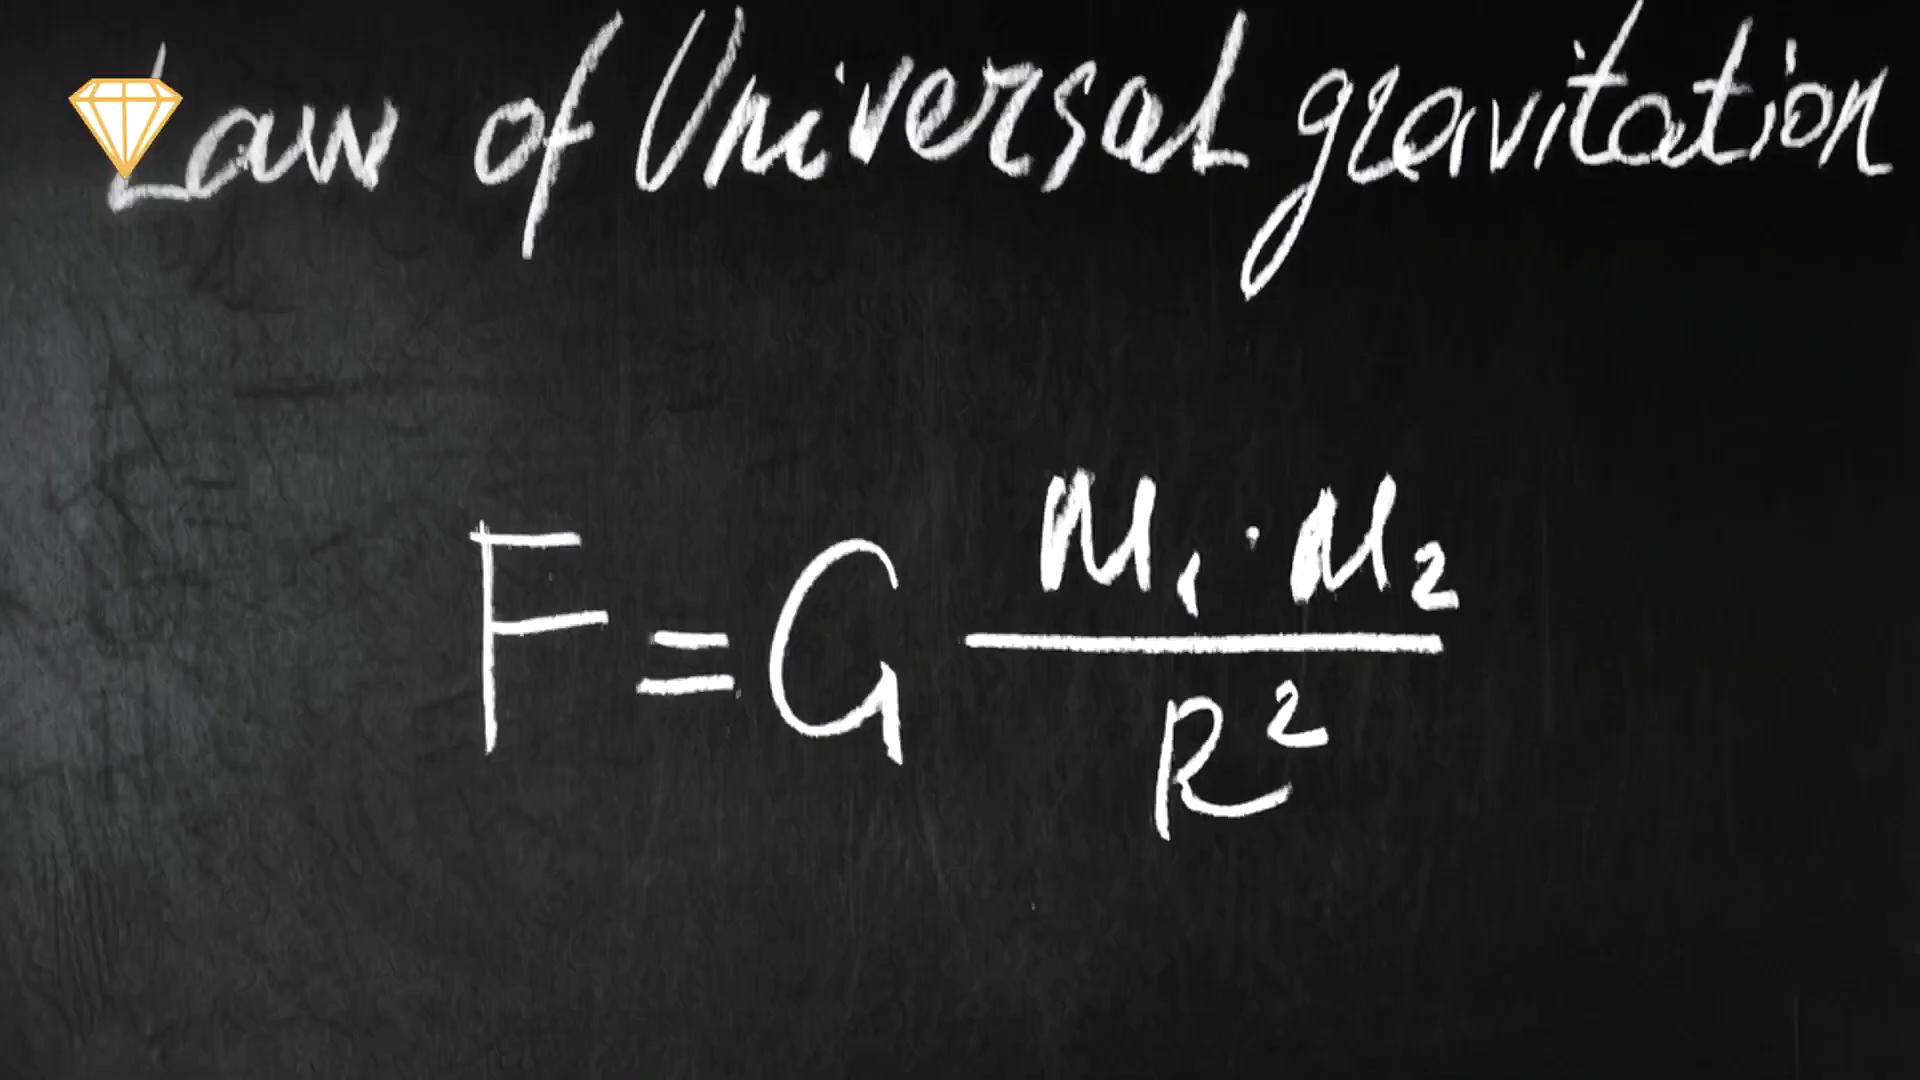 Law of Universal gravitation
F = G M₁ · M₂ / R²